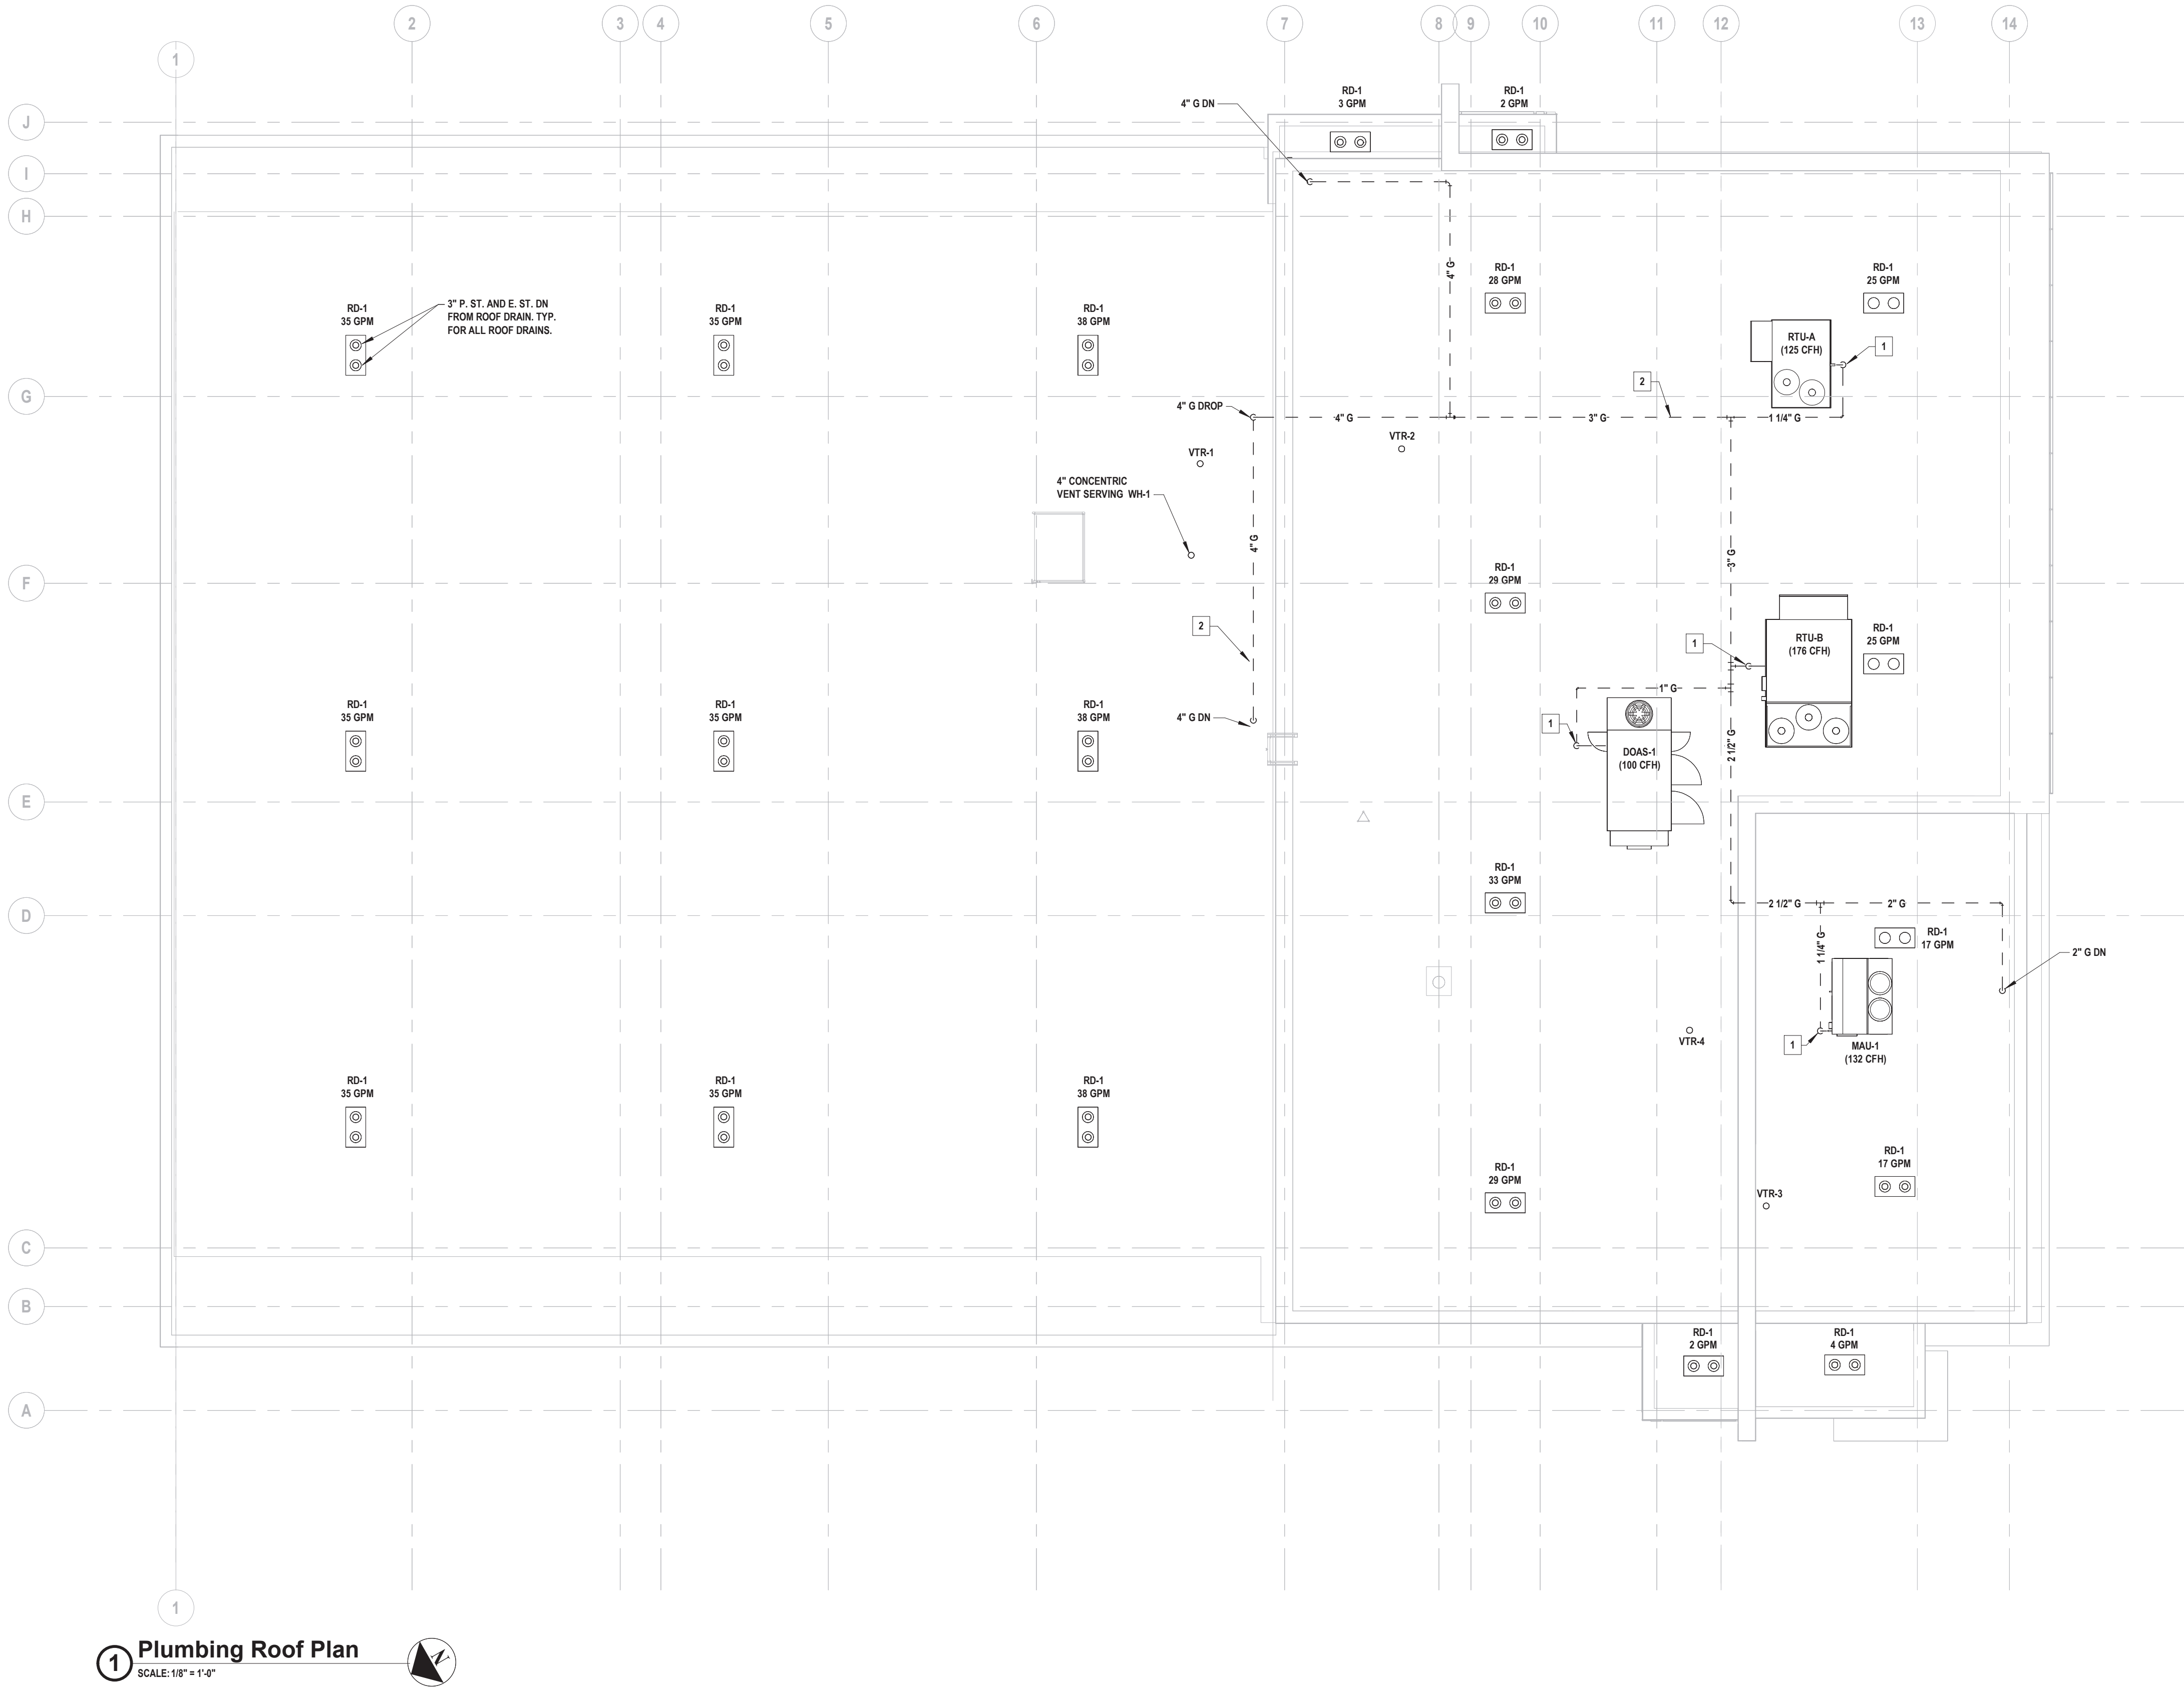 2
3
4
5
6
7
8
9
10
11
12
13
14
1
J
I
H
G
F
E
D
C
B
A
4" G DN
RD-1
3 GPM
RD-1
2 GPM
4" G
RD-1
28 GPM
RD-1
25 GPM
RD-1
35 GPM
3" P. ST. AND E. ST. DN
FROM ROOF DRAIN. TYP.
FOR ALL ROOF DRAINS.
RD-1
35 GPM
RD-1
38 GPM
RTU-A
(125 CFH)
1
2
4" G DROP
4" G
3" G
1 1/4" G
VTR-1
VTR-2
4" CONCENTRIC
VENT SERVING WH-1
4" G
3" G
RD-1
29 GPM
2
1
RTU-B
(176 CFH)
RD-1
25 GPM
1" G
RD-1
35 GPM
RD-1
35 GPM
RD-1
38 GPM
4" G DN
1
DOAS-1
(100 CFH)
2 1/2" G
RD-1
33 GPM
2 1/2" G
2" G
1 1/4" G
RD-1
17 GPM
2" G DN
VTR-4
1
MAU-1
(132 CFH)
RD-1
35 GPM
RD-1
35 GPM
RD-1
38 GPM
RD-1
29 GPM
RD-1
17 GPM
VTR-3
RD-1
2 GPM
RD-1
4 GPM
1
1
Plumbing Roof Plan
SCALE: 1/8" = 1'-0"
N